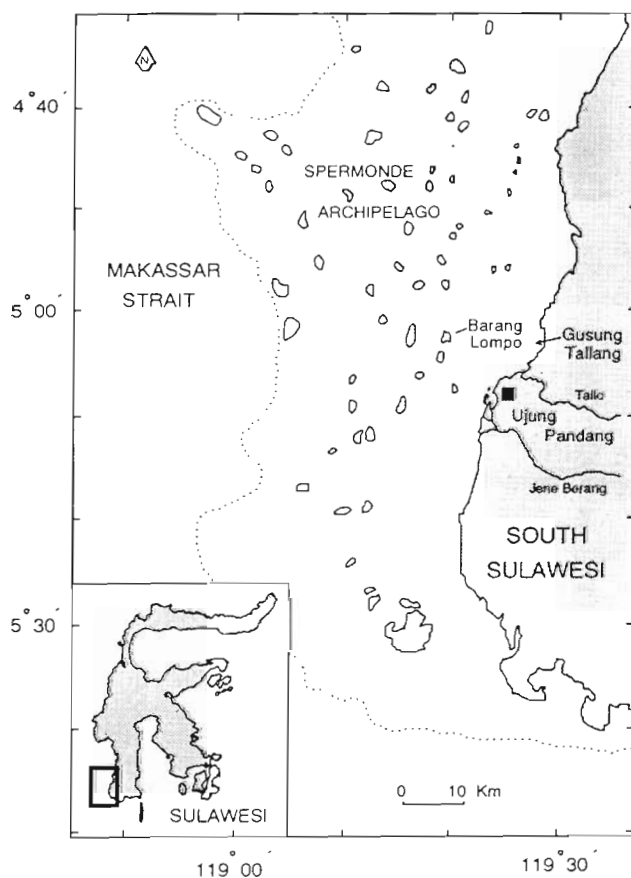 N
4°40´
SPERMONDE
ARCHIPELAGO
MAKASSAR
STRAIT
5°00´
Barang
Lompo
Gusung
Tallang
Tallo
Ujung
Pandang
Jene Berang
SOUTH
SULAWESI
5°30´
SULAWESI
0 10 Km
119°00´
119°30´